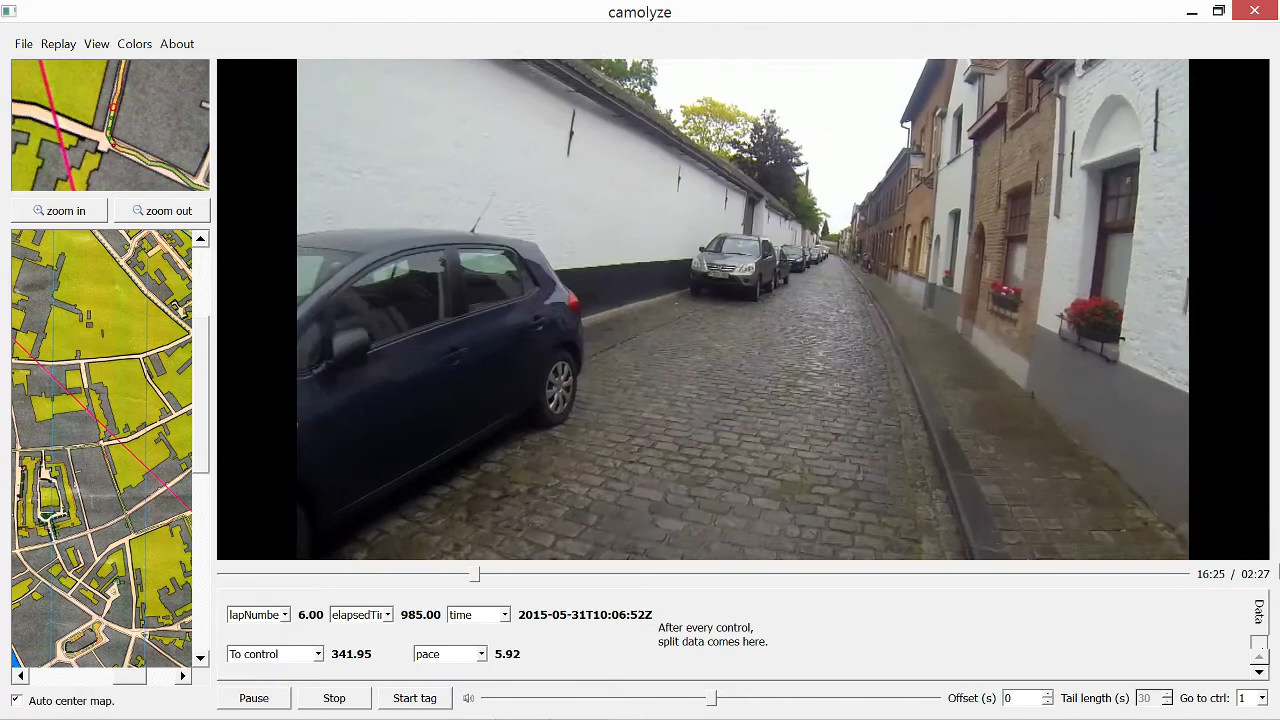 camolyze
File Replay View Colors About
zoom in zoom out
16:25 / 02:27
lapNumbe 6.00 elapsedTi 985.00 time 2015-05-31T10:06:52Z
After every control,
split data comes here.
Data
To control 341.95 pace 5.92
Auto center map.
Pause Stop Start tag Offset (s) 0 Tail length (s) 30 Go to ctrl: 1